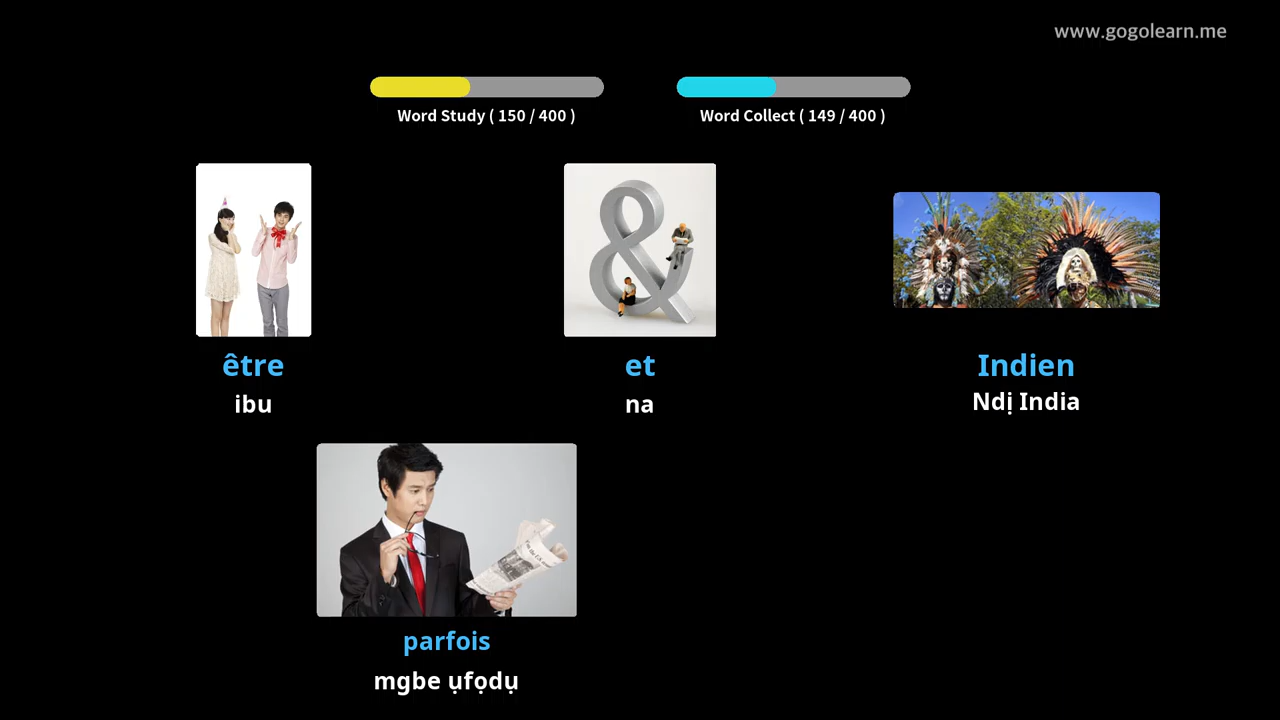 www.gogolearn.me
Word Study ( 150 / 400 )
Word Collect ( 149 / 400 )
être
ibu
et
na
Indien
Ndị India
parfois
mgbe ụfọdụ